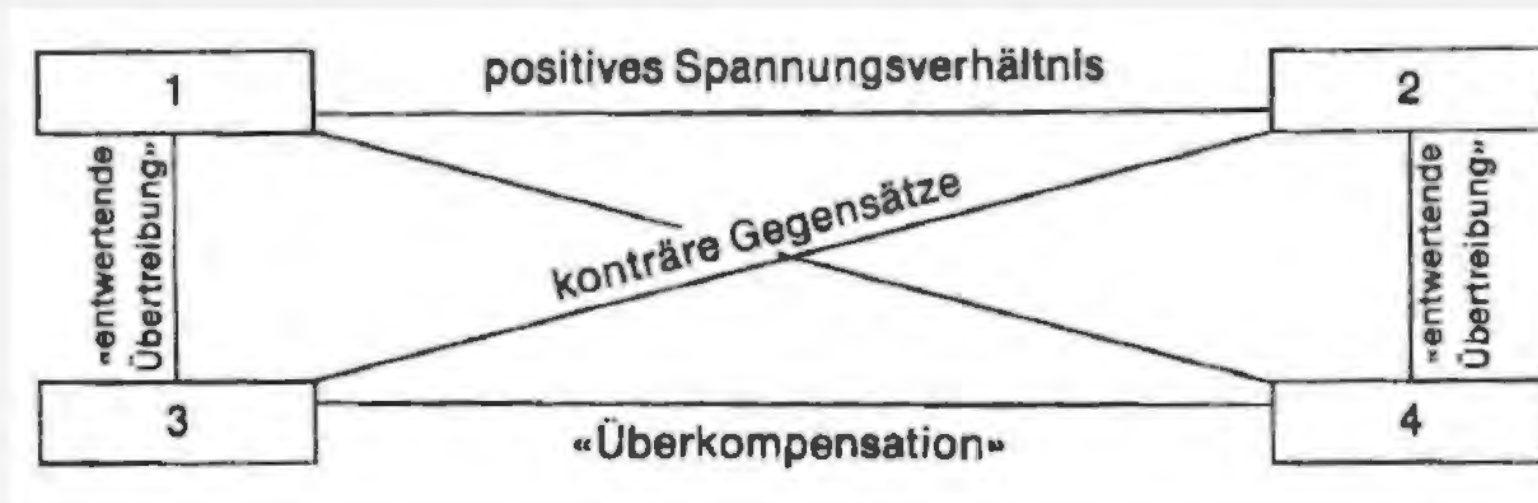 positives Spannungsverhältnis
1
2
«entwertende
Übertreibung»
konträre Gegensätze
«entwertende
Übertreibung»
3
4
«Überkompensation»